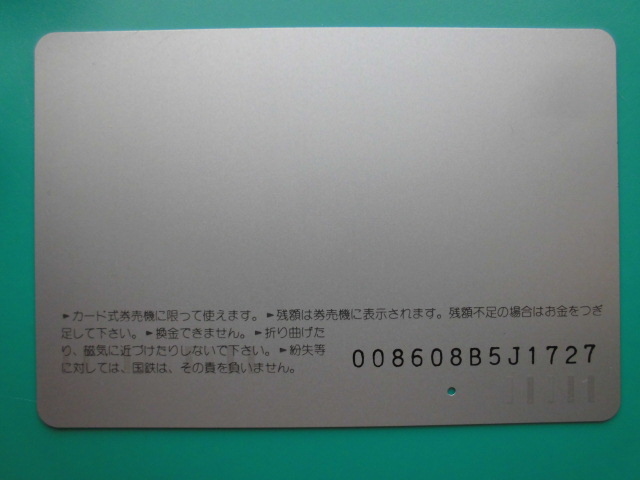 ►カード式券売機に限って使えます。►残額は券売機に表示されます。残額不足の場合はお金をつぎ
足して下さい。►換金できません。►折り曲げた
り、磁気に近づけたりしないで下さい。►紛失等
に対しては、国鉄は、その責を負いません。
008608B5J1727